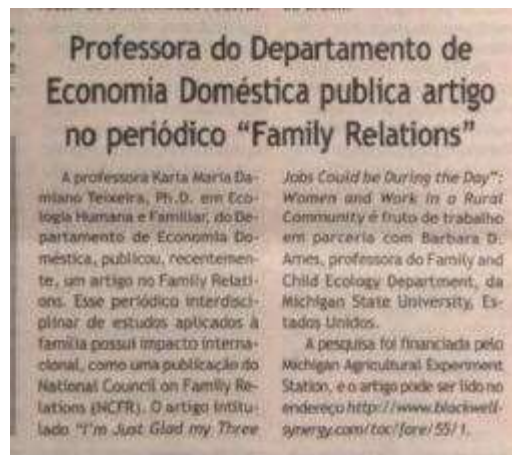 Professora do Departamento de
Economia Doméstica publica artigo
no periódico “Family Relations”
A professora Karla Maria Da-
miano Teixeira, Ph.D. em Eco-
logia Humana e Familiar, do De-
partamento de Economia Do-
méstica, publicou, recentemen-
te, um artigo no Family Relati-
ons. Esse periódico interdisci-
plinar de estudos aplicados à
família possui impacto interna-
cional, como uma publicação do
National Council on Family Re-
lations (NCFR). O artigo intitu-
lado "I'm Just Glad my Three
Jobs Could be During the Day":
Women and Work in a Rural
Community é fruto de trabalho
em parceria com Barbara D.
Ames, professora do Family and
Child Ecology Department, da
Michigan State University, Es-
tados Unidos.
A pesquisa foi financiada pelo
Michigan Agricultural Experiment
Station, e o artigo pode ser lido no
endereço http://www.blackwell-
synergy.com/toc/fare/55/1.